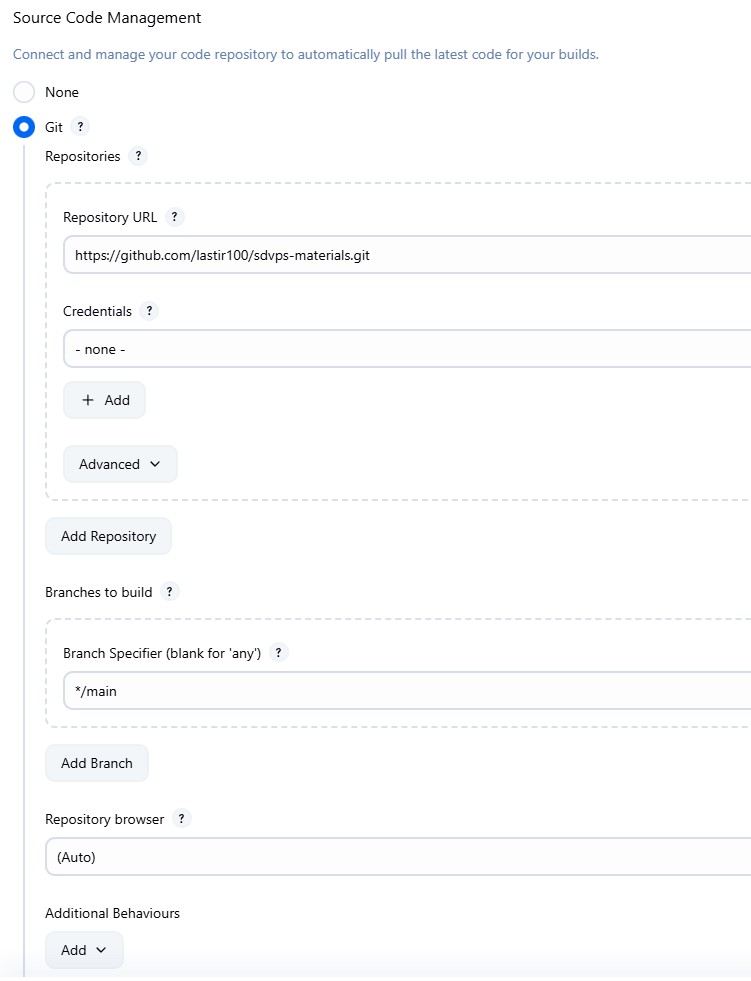 Source Code Management
Connect and manage your code repository to automatically pull the latest code for your builds.
None
Git ?
Repositories ?
Repository URL ?
https://github.com/lastir100/sdvps-materials.git
Credentials ?
- none -
+ Add
Advanced
Add Repository
Branches to build ?
Branch Specifier (blank for 'any') ?
*/main
Add Branch
Repository browser ?
(Auto)
Additional Behaviours
Add